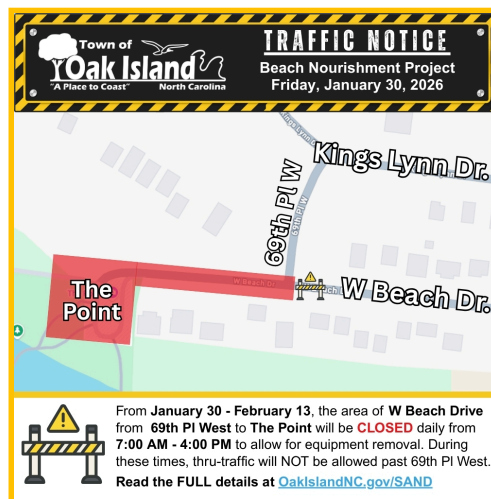 Town of
Oak Island
"A Place to Coast" North Carolina
TRAFFIC NOTICE
Beach Nourishment Project
Friday, January 30, 2026
Kings Lynn Dr.
69th Pl W
69th Pl W
W Beach Dr
W Beach Dr.
The
Point
From January 30 - February 13, the area of W Beach Drive
from 69th Pl West to The Point will be CLOSED daily from
7:00 AM - 4:00 PM to allow for equipment removal. During
these times, thru-traffic will NOT be allowed past 69th Pl West.
Read the FULL details at OakIslandNC.gov/SAND